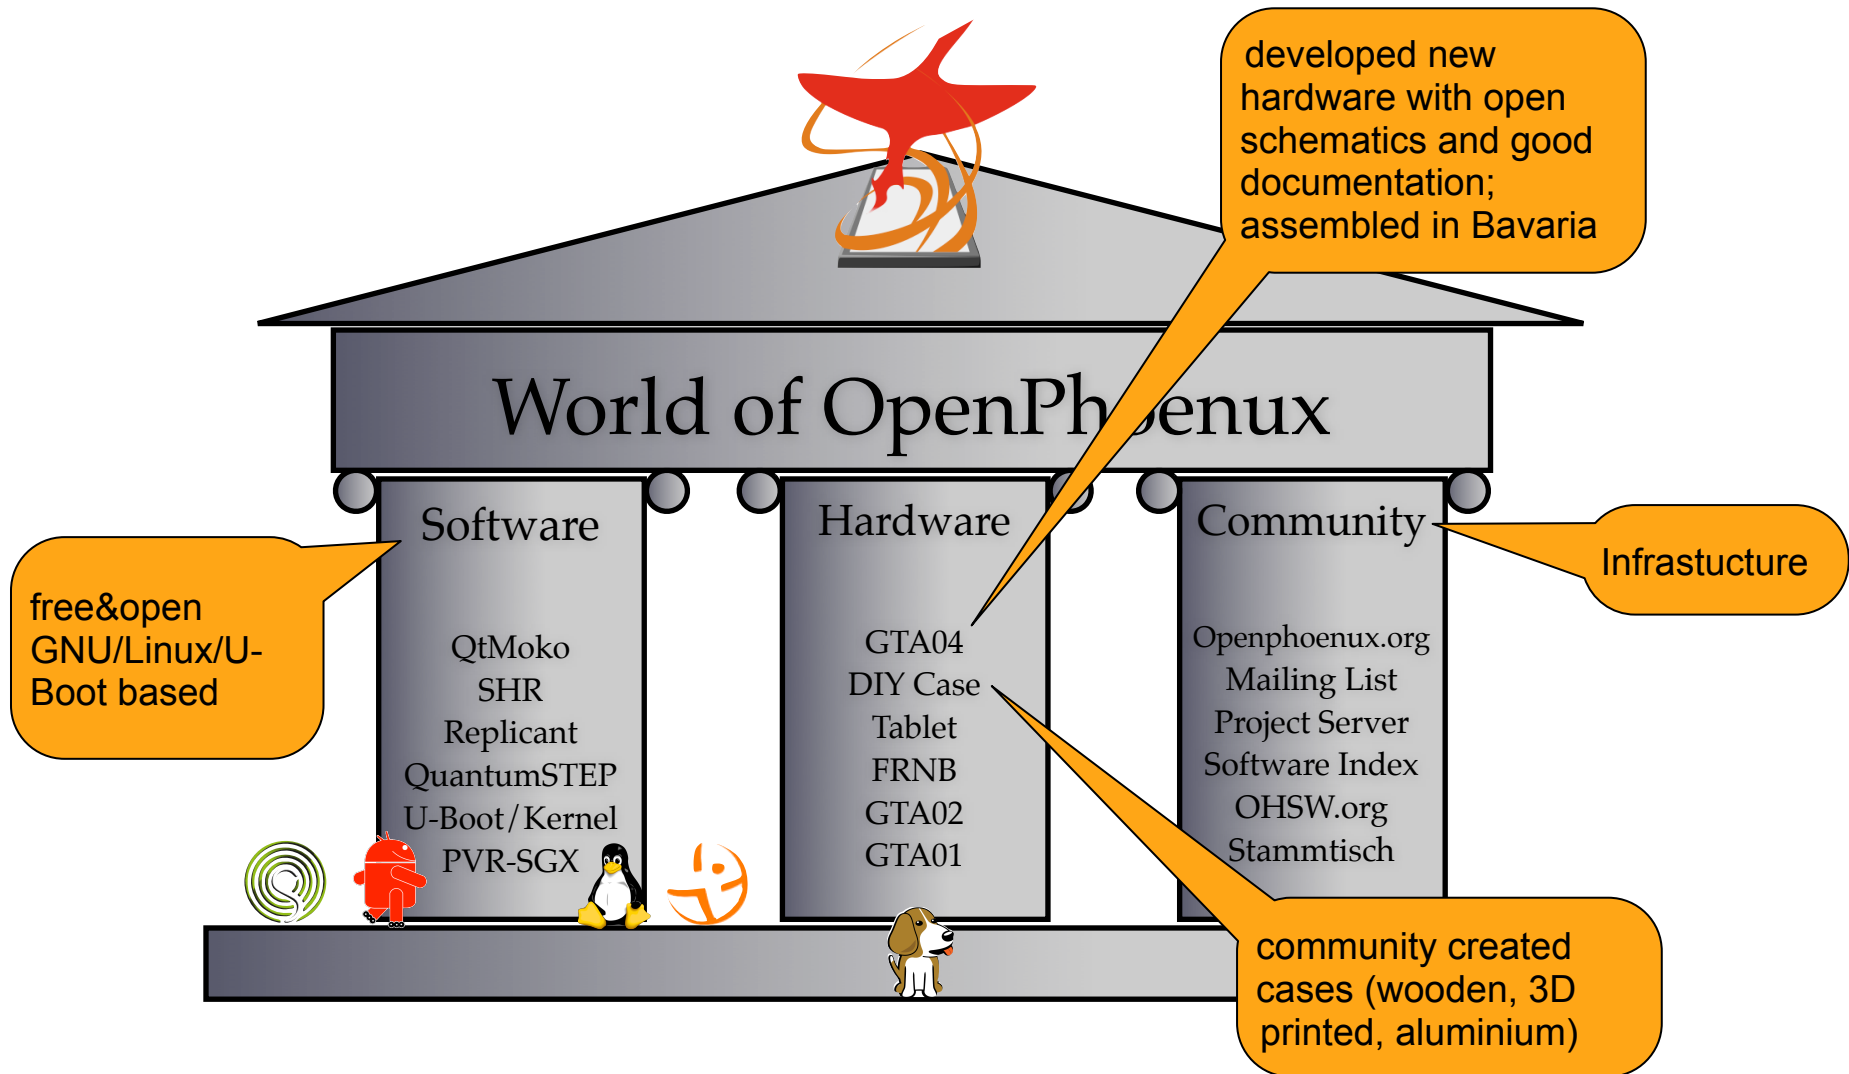 developed new
hardware with open
schematics and good
documentation;
assembled in Bavaria
World of OpenPhoenux
Software
QtMoko
SHR
Replicant
QuantumSTEP
U-Boot/Kernel
PVR-SGX
Hardware
GTA04
DIY Case
Tablet
FRNB
GTA02
GTA01
Community
Openphoenux.org
Mailing List
Project Server
Software Index
OHSW.org
Stammtisch
free&open
GNU/Linux/U-
Boot based
Infrastucture
community created
cases (wooden, 3D
printed, aluminium)